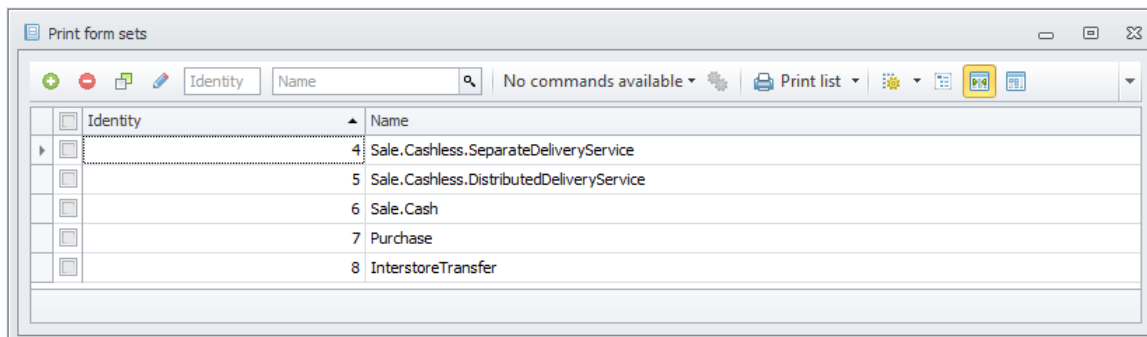 Print form sets
Identity Name No commands available Print list
Identity Name
4 Sale.Cashless.SeparateDeliveryService
5 Sale.Cashless.DistributedDeliveryService
6 Sale.Cash
7 Purchase
8 InterstoreTransfer